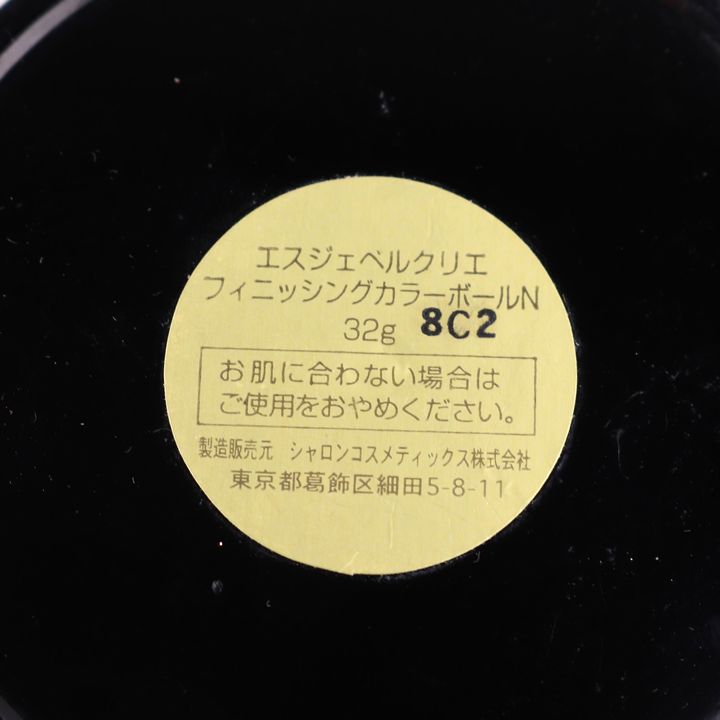 エスジェベルクリエ
フィニッシングカラーボールN
32g 8C2
お肌に合わない場合は
ご使用をおやめください。
製造販売元 シャロンコスメティックス株式会社
東京都葛飾区細田5-8-11